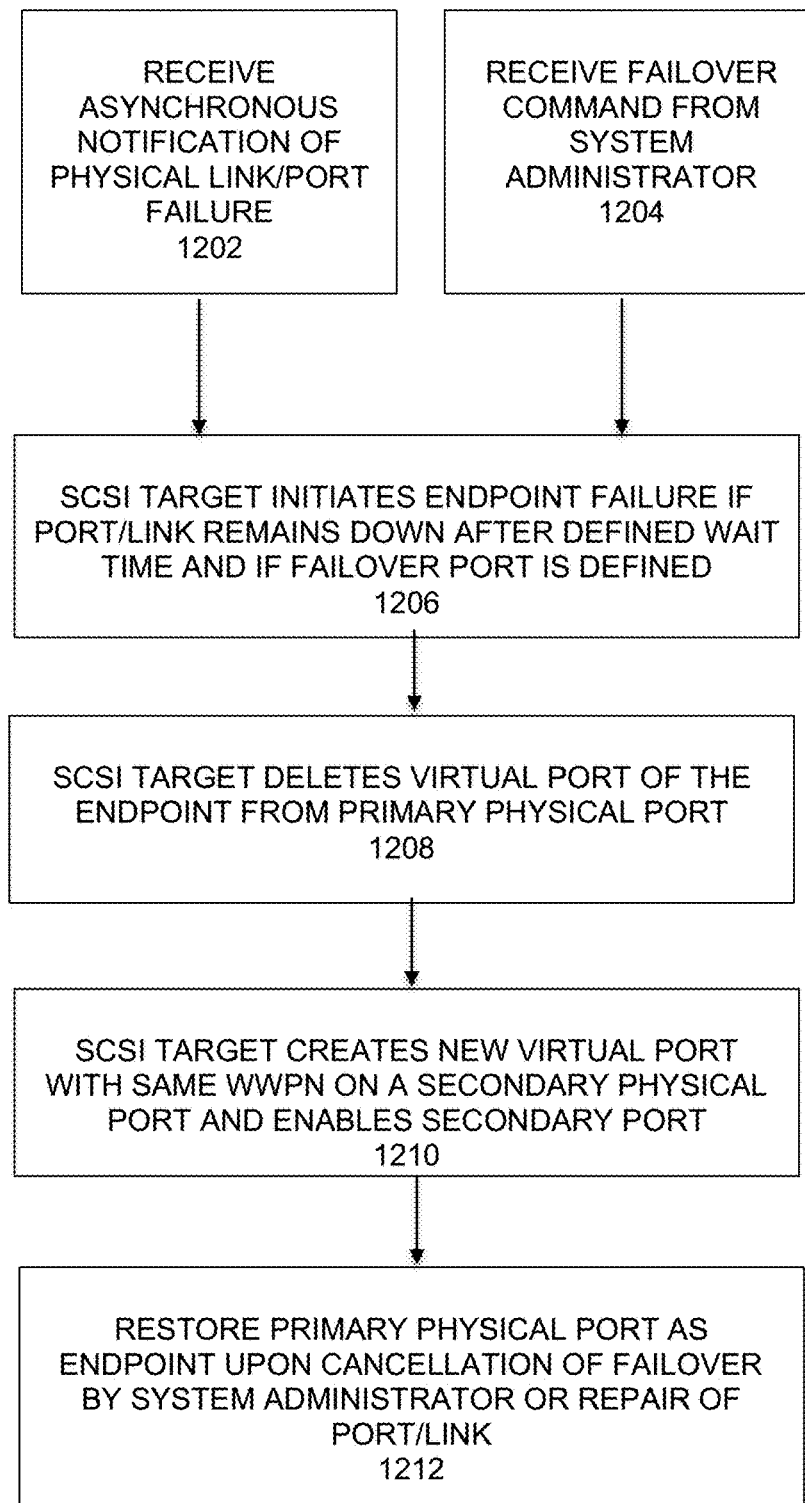 RECEIVE
ASYNCHRONOUS
NOTIFICATION OF
PHYSICAL LINK/PORT
FAILURE
1202
RECEIVE FAILOVER
COMMAND FROM
SYSTEM
ADMINISTRATOR
1204
SCSI TARGET INITIATES ENDPOINT FAILURE IF
PORT/LINK REMAINS DOWN AFTER DEFINED WAIT
TIME AND IF FAILOVER PORT IS DEFINED
1206
SCSI TARGET DELETES VIRTUAL PORT OF THE
ENDPOINT FROM PRIMARY PHYSICAL PORT
1208
SCSI TARGET CREATES NEW VIRTUAL PORT
WITH SAME WWPN ON A SECONDARY PHYSICAL
PORT AND ENABLES SECONDARY PORT
1210
RESTORE PRIMARY PHYSICAL PORT AS
ENDPOINT UPON CANCELLATION OF FAILOVER
BY SYSTEM ADMINISTRATOR OR REPAIR OF
PORT/LINK
1212